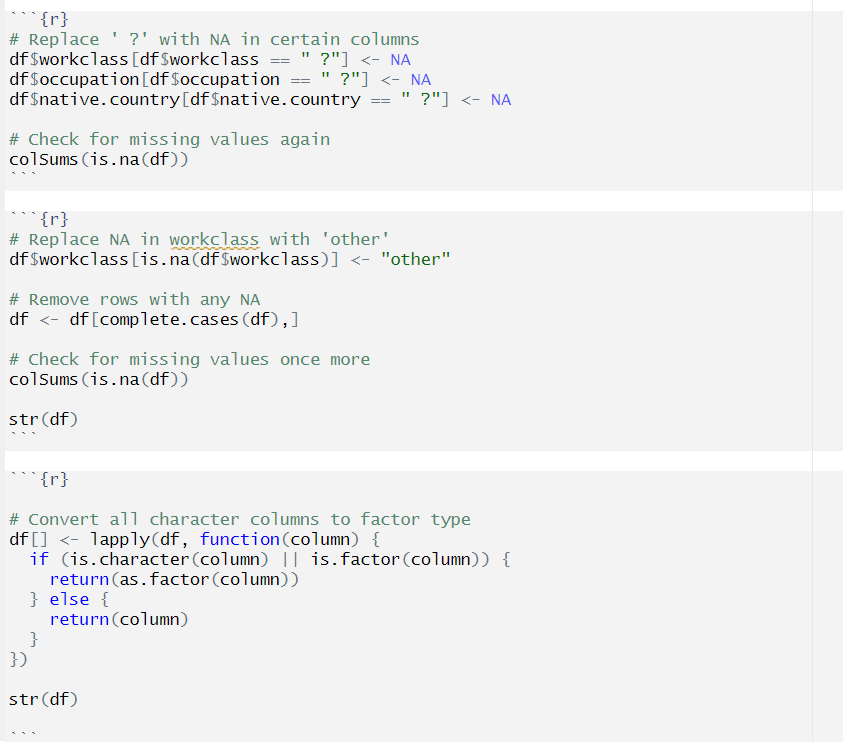 ```{r}
# Replace ' ?' with NA in certain columns
df$workclass[df$workclass == " ?"] <- NA
df$occupation[df$occupation == " ?"] <- NA
df$native.country[df$native.country == " ?"] <- NA

# Check for missing values again
colSums(is.na(df))
```

```{r}
# Replace NA in workclass with 'other'
df$workclass[is.na(df$workclass)] <- "other"

# Remove rows with any NA
df <- df[complete.cases(df),]

# Check for missing values once more
colSums(is.na(df))

str(df)
```

```{r}

# Convert all character columns to factor type
df[] <- lapply(df, function(column) {
  if (is.character(column) || is.factor(column)) {
    return(as.factor(column))
  } else {
    return(column)
  }
})

str(df)

```